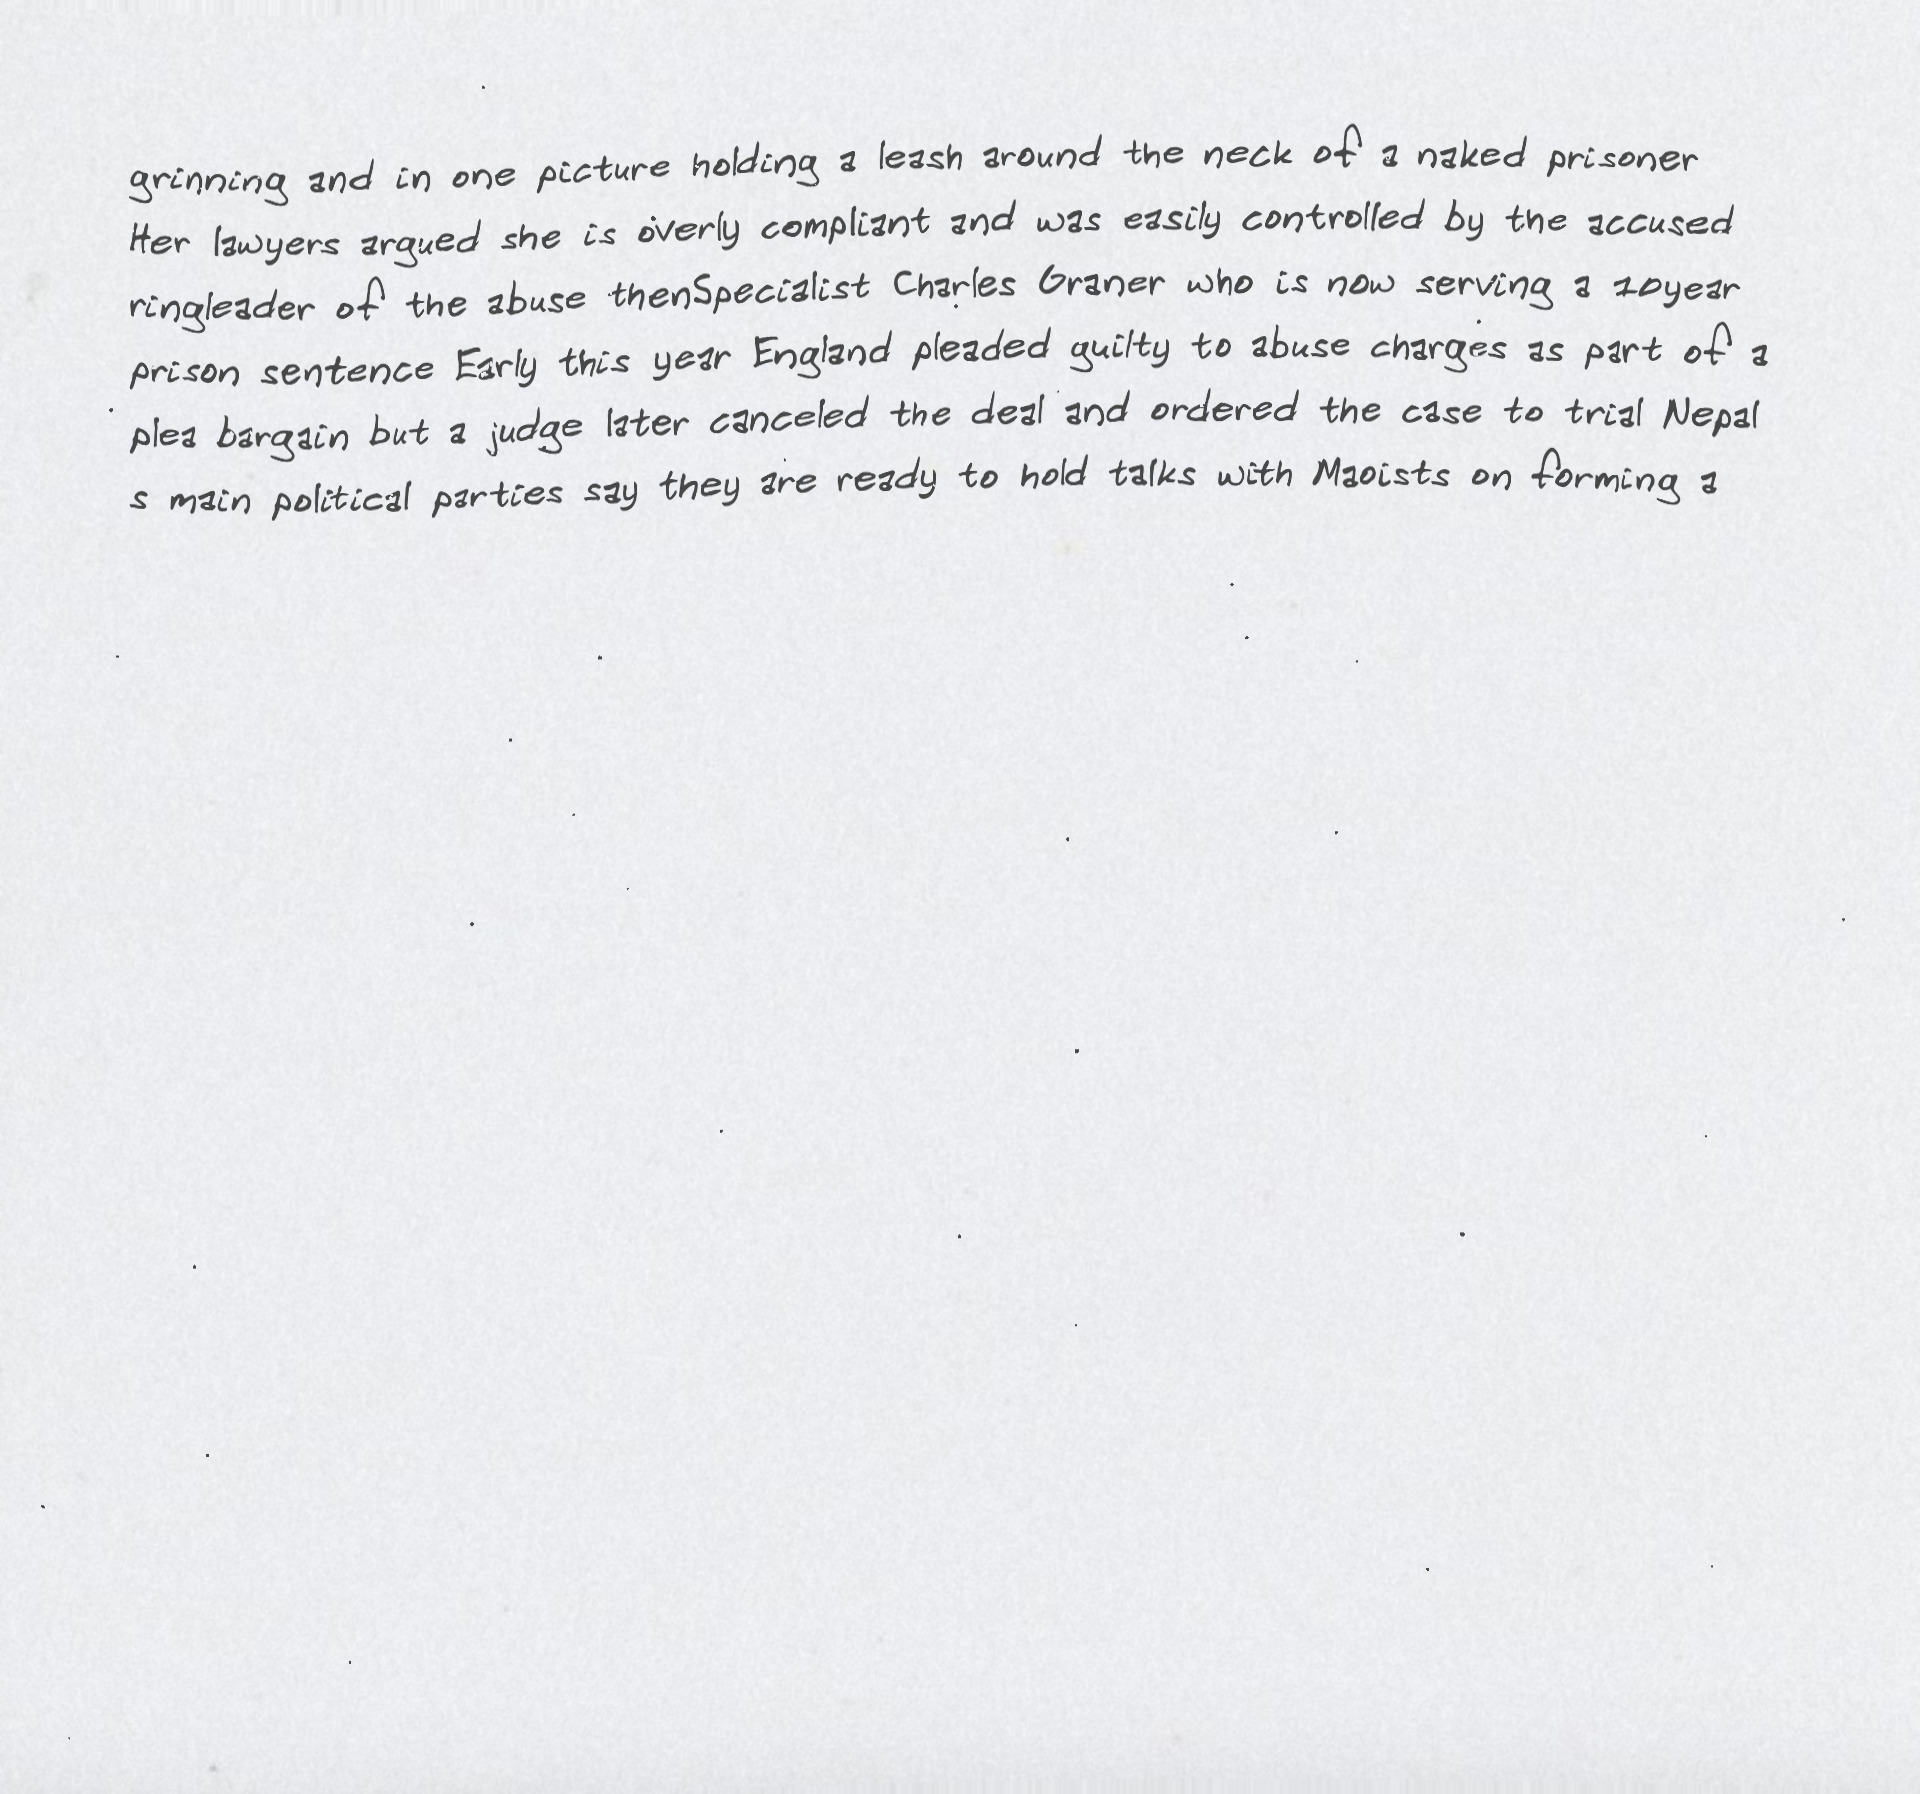 grinning and in one picture holding a leash around the neck of a naked prisoner
Her lawyers argued she is overly compliant and was easily controlled by the accused
ringleader of the abuse thenSpecialist Charles Graner who is now serving a 10year
prison sentence Early this year England pleaded guilty to abuse charges as part of a
plea bargain but a judge later canceled the deal and ordered the case to trial Nepal
s main political parties say they are ready to hold talks with Maoists on forming a